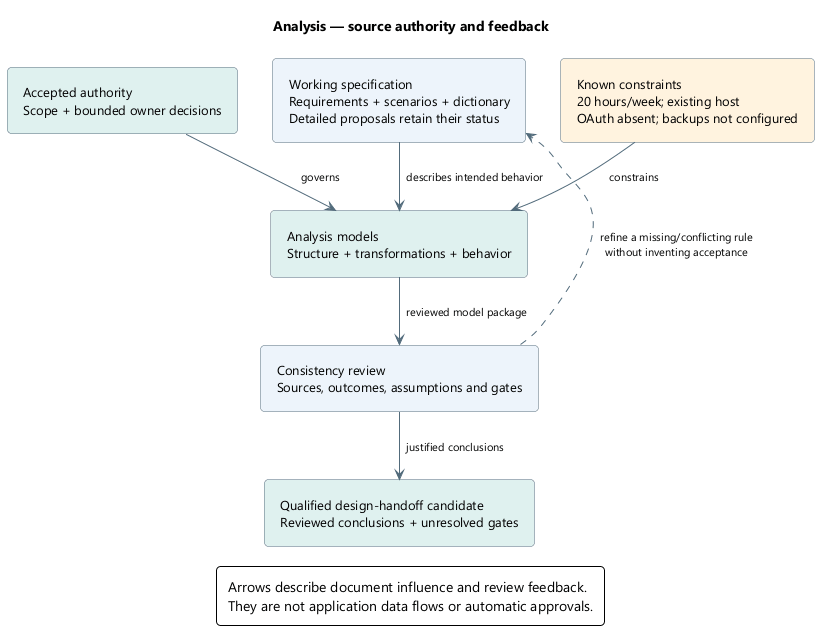 Analysis — source authority and feedback
Accepted authority
Scope + bounded owner decisions
Working specification
Requirements + scenarios + dictionary
Detailed proposals retain their status
Known constraints
20 hours/week; existing host
OAuth absent; backups not configured
governs
describes intended behavior
constrains
Analysis models
Structure + transformations + behavior
refine a missing/conflicting rule
without inventing acceptance
reviewed model package
Consistency review
Sources, outcomes, assumptions and gates
justified conclusions
Qualified design-handoff candidate
Reviewed conclusions + unresolved gates
Arrows describe document influence and review feedback.
They are not application data flows or automatic approvals.